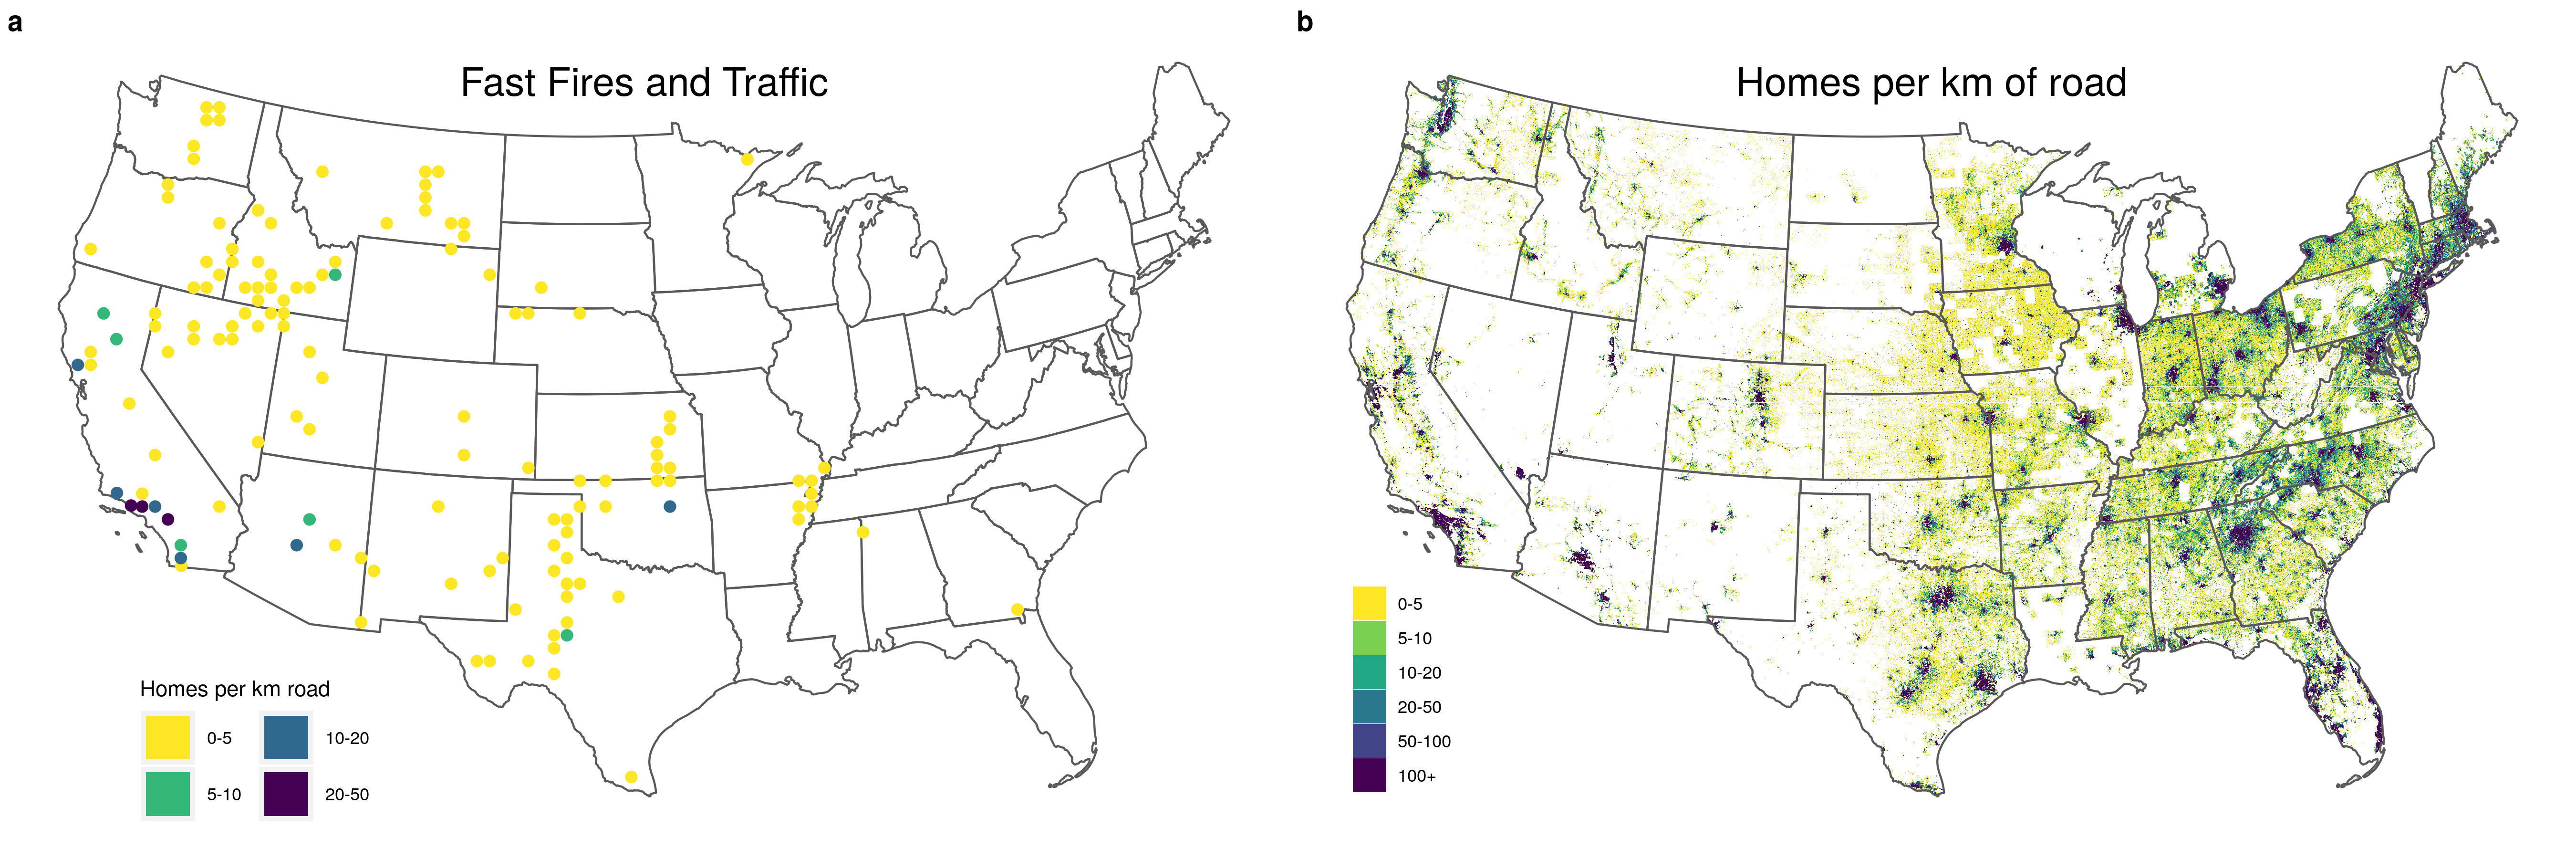 a
Fast Fires and Traffic
Homes per km road
0-5
10-20
5-10
20-50
b
Homes per km of road
0-5
5-10
10-20
20-50
50-100
100+